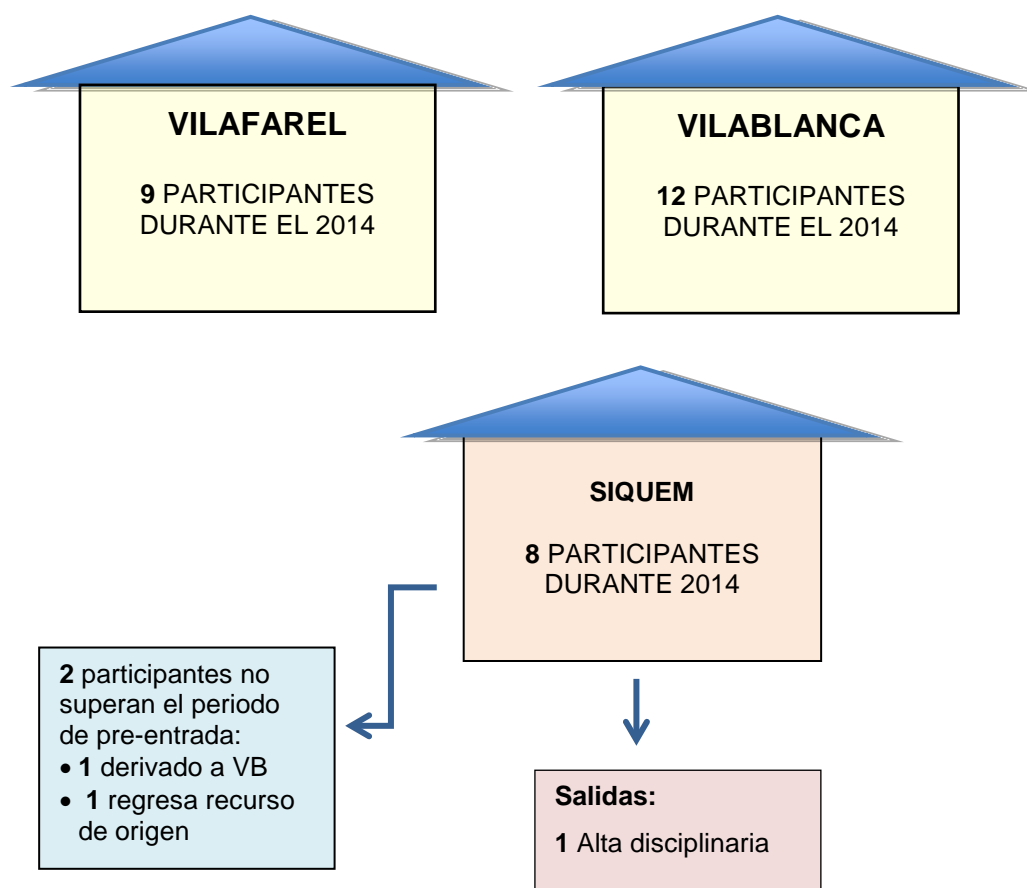 VILAFAREL
9 PARTICIPANTES
DURANTE EL 2014
VILABLANCA
12 PARTICIPANTES
DURANTE EL 2014
SIQUEM
8 PARTICIPANTES
DURANTE 2014
2 participantes no
superan el periodo
de pre-entrada:
• 1 derivado a VB
• 1 regresa recurso
de origen
Salidas:
1 Alta disciplinaria